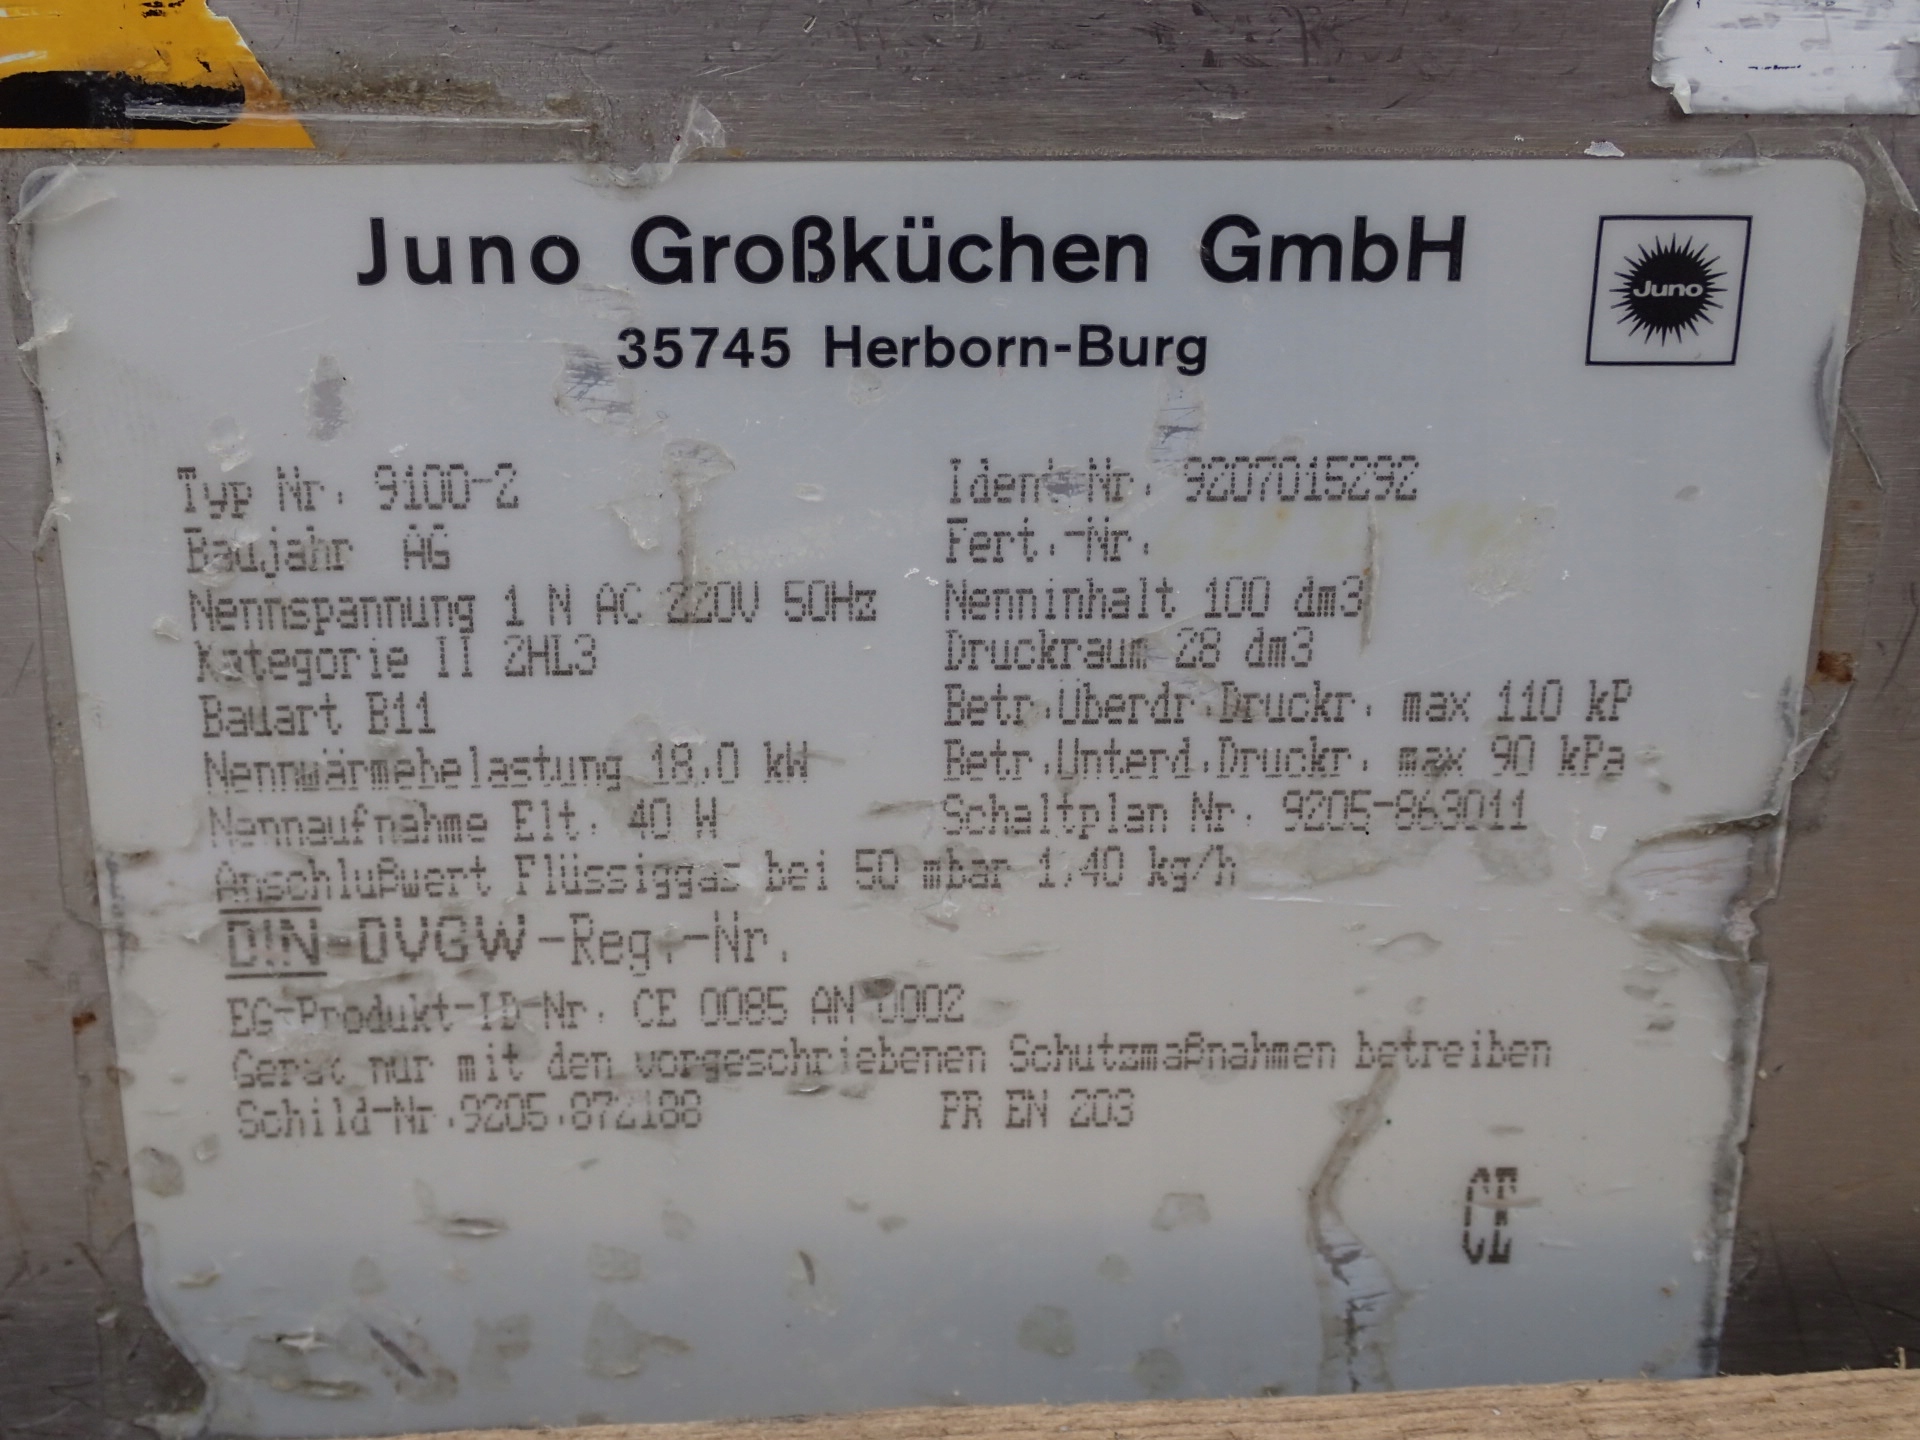 Juno Großküchen GmbH
Juno
35745 Herborn-Burg
Typ Nr. 9100-2 Ident-Nr. 9207015292
Baujahr AG Fert.-Nr.
Nennspannung 1 N AC 220V 50Hz Nenninhalt 100 dm3
Kategorie II 2HL3 Druckraum 28 dm3
Bauart B11 Betr.Überdr.Druckr. max 110 kP
Nennwärmebelastung 18,0 kW Betr.Unterd.Druckr. max 90 kPa
Nennaufnahme Elt. 40 W Schaltplan Nr. 9205-863011
Anschlußwert Flüssiggas bei 50 mbar 1,40 kg/h
DIN-DVGW-Reg.-Nr.
EG-Produkt-ID-Nr. CE 0085 AN 0002
Gerät nur mit den vorgeschriebenen Schutzmaßnahmen betreiben
Schild-Nr.9205.872188 PR EN 203
CE